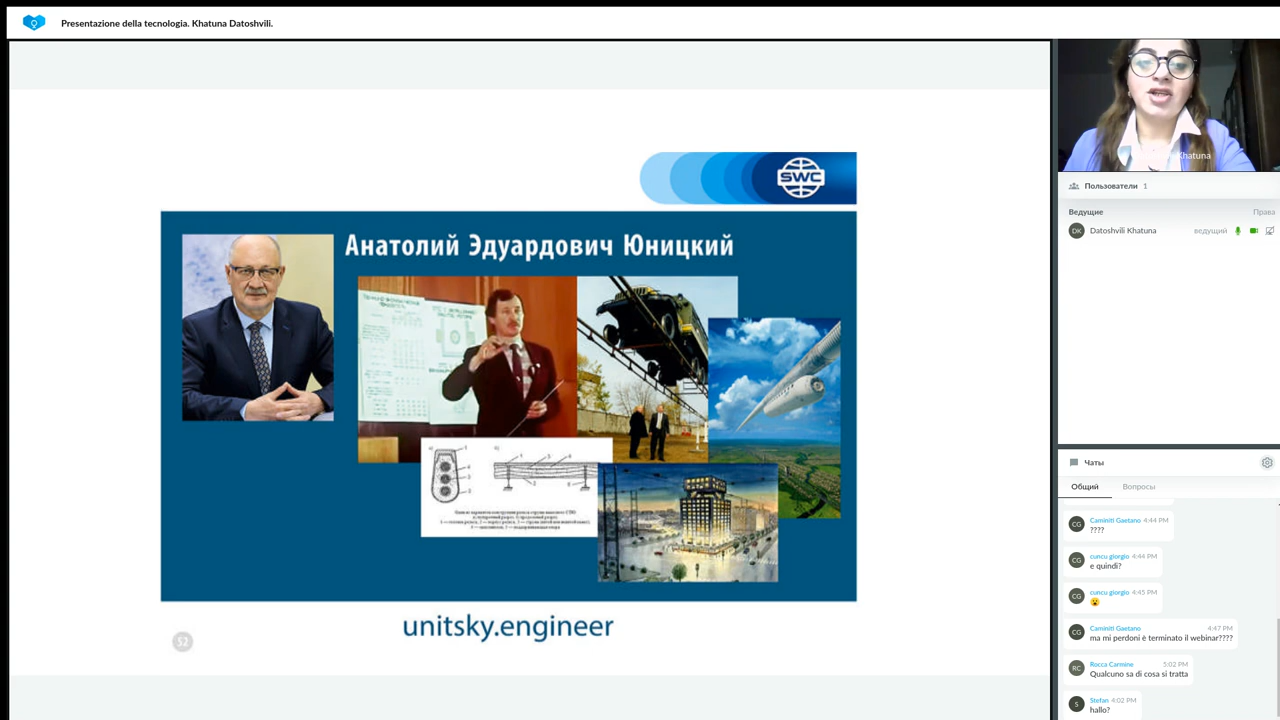 Presentazione della tecnologia. Khatuna Datoshvili.
SWC
Анатолий Эдуардович Юницкий
unitsky.engineer
52
Khatuna
Пользователи 1
Ведущие Права
DK Datoshvili Khatuna ведущий
Чаты
Общий Вопросы
CG Caminiti Gaetano 4:44 PM
????
CG cuncu giorgio 4:44 PM
e quindi?
CG cuncu giorgio 4:45 PM
😮
CG Caminiti Gaetano 4:47 PM
ma mi perdoni è terminato il webinar????
RC Rocca Carmine 5:02 PM
Qualcuno sa di cosa si tratta
S Stefan 4:02 PM
hallo?